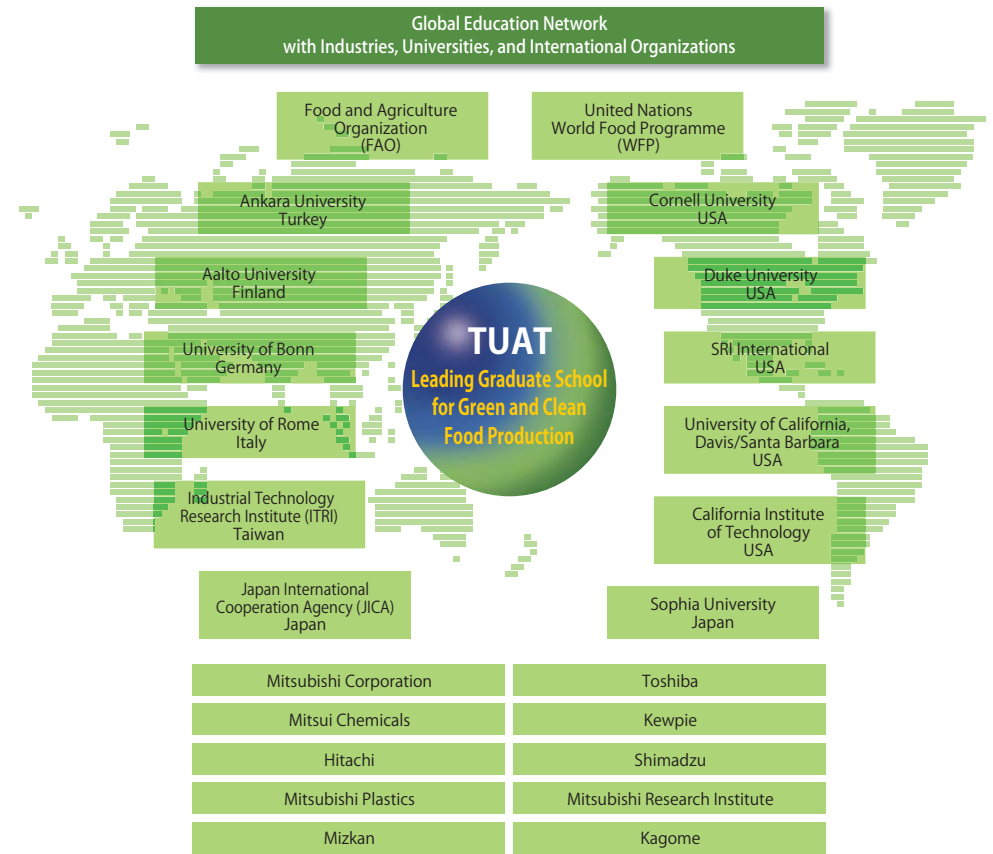 Global Education Network
with Industries, Universities, and International Organizations
Food and Agriculture
Organization
(FAO)
United Nations
World Food Programme
(WFP)
Ankara University
Turkey
Cornell University
USA
Aalto University
Finland
Duke University
USA
TUAT
Leading Graduate School
for Green and Clean
Food Production
University of Bonn
Germany
SRI International
USA
University of Rome
Italy
University of California,
Davis/Santa Barbara
USA
Industrial Technology
Research Institute (ITRI)
Taiwan
California Institute
of Technology
USA
Japan International
Cooperation Agency (JICA)
Japan
Sophia University
Japan
Mitsubishi Corporation
Toshiba
Mitsui Chemicals
Kewpie
Hitachi
Shimadzu
Mitsubishi Plastics
Mitsubishi Research Institute
Mizkan
Kagome